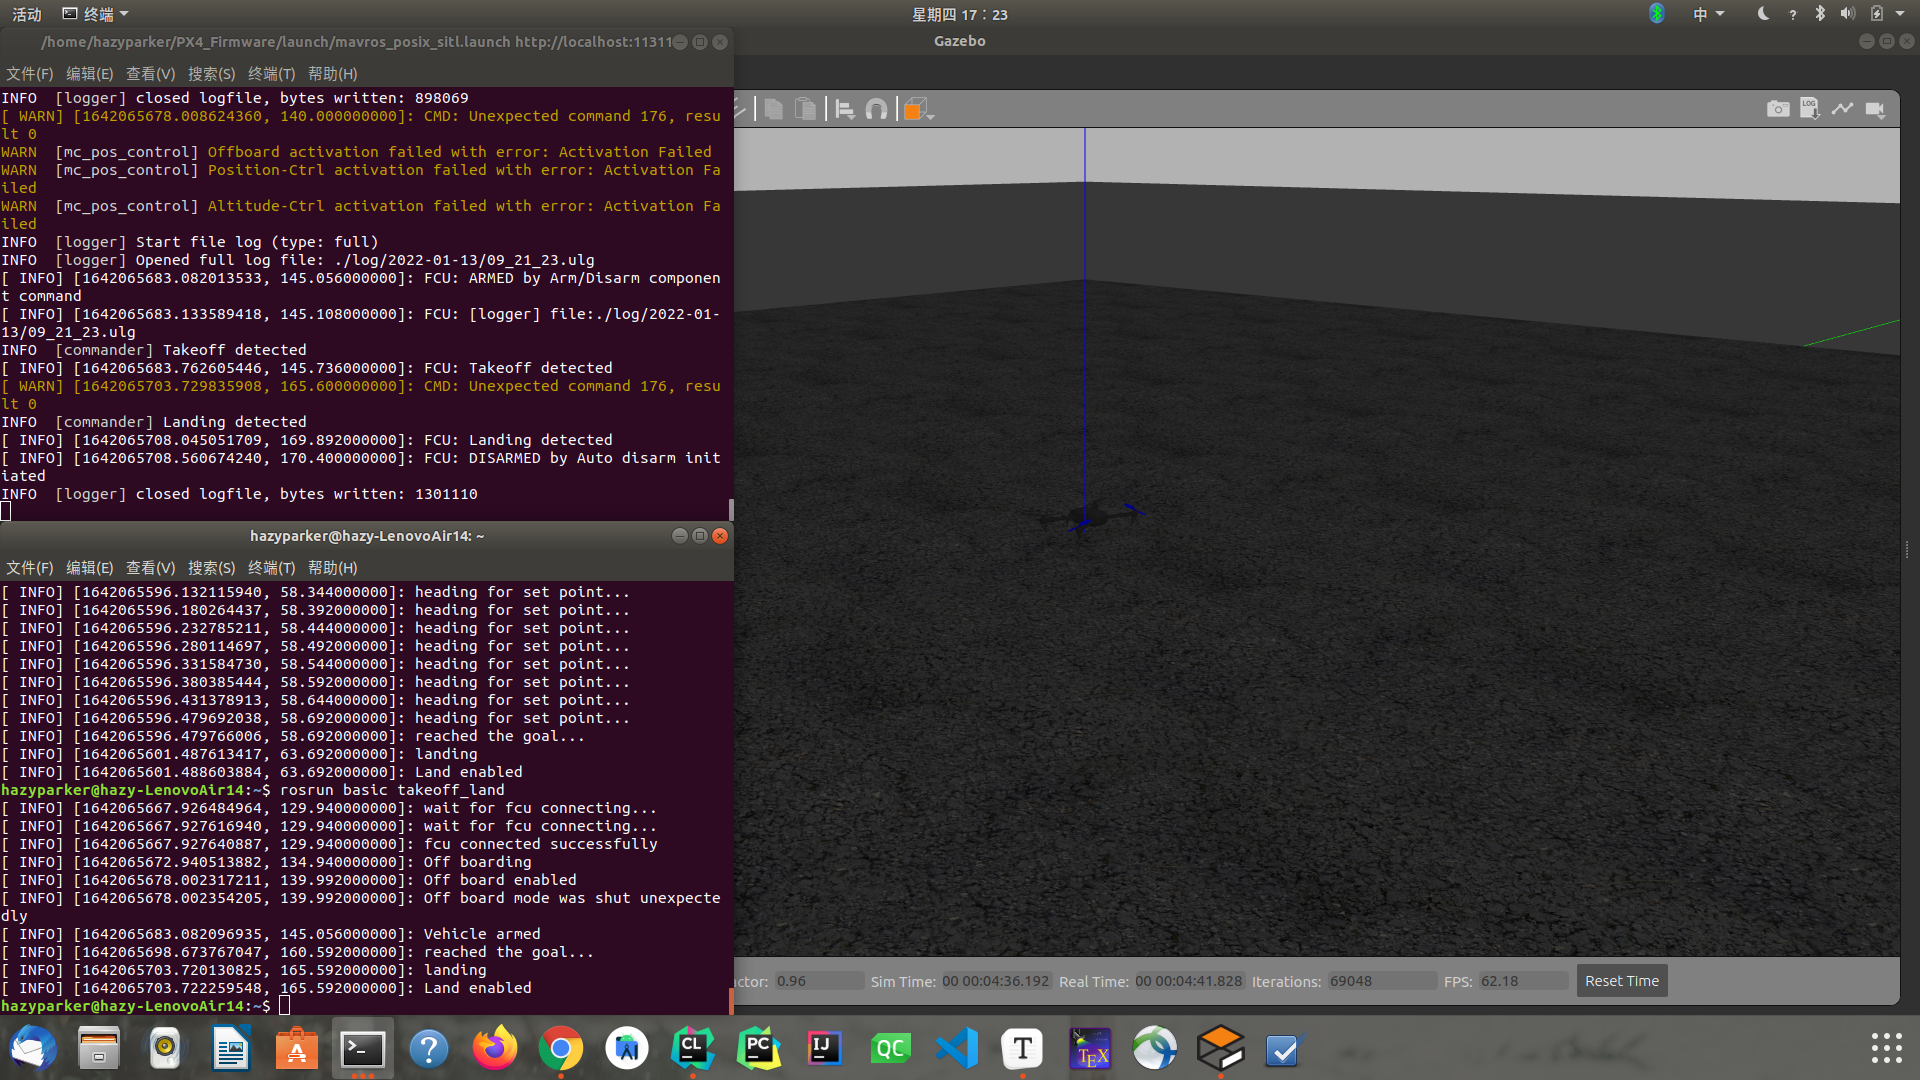 活动 终端 星期四 17：23 中
/home/hazyparker/PX4_Firmware/launch/mavros_posix_sitl.launch http://localhost:11311
Gazebo
文件(F) 编辑(E) 查看(V) 搜索(S) 终端(T) 帮助(H)
INFO  [logger] closed logfile, bytes written: 898069
[ WARN] [1642065678.008624360, 140.000000000]: CMD: Unexpected command 176, resu
lt 0
WARN  [mc_pos_control] Offboard activation failed with error: Activation Failed
WARN  [mc_pos_control] Position-Ctrl activation failed with error: Activation Fa
iled
WARN  [mc_pos_control] Altitude-Ctrl activation failed with error: Activation Fa
iled
INFO  [logger] Start file log (type: full)
INFO  [logger] Opened full log file: ./log/2022-01-13/09_21_23.ulg
[ INFO] [1642065683.082013533, 145.056000000]: FCU: ARMED by Arm/Disarm componen
t command
[ INFO] [1642065683.133589418, 145.108000000]: FCU: [logger] file:./log/2022-01-
13/09_21_23.ulg
INFO  [commander] Takeoff detected
[ INFO] [1642065683.762605446, 145.736000000]: FCU: Takeoff detected
[ WARN] [1642065703.729835908, 165.600000000]: CMD: Unexpected command 176, resu
lt 0
INFO  [commander] Landing detected
[ INFO] [1642065708.045051709, 169.892000000]: FCU: Landing detected
[ INFO] [1642065708.560674240, 170.400000000]: FCU: DISARMED by Auto disarm init
iated
INFO  [logger] closed logfile, bytes written: 1301110
hazyparker@hazy-LenovoAir14: ~
文件(F) 编辑(E) 查看(V) 搜索(S) 终端(T) 帮助(H)
[ INFO] [1642065596.132115940, 58.344000000]: heading for set point...
[ INFO] [1642065596.180264437, 58.392000000]: heading for set point...
[ INFO] [1642065596.232785211, 58.444000000]: heading for set point...
[ INFO] [1642065596.280114697, 58.492000000]: heading for set point...
[ INFO] [1642065596.331584730, 58.544000000]: heading for set point...
[ INFO] [1642065596.380385444, 58.592000000]: heading for set point...
[ INFO] [1642065596.431378913, 58.644000000]: heading for set point...
[ INFO] [1642065596.479692038, 58.692000000]: heading for set point...
[ INFO] [1642065596.479766006, 58.692000000]: reached the goal...
[ INFO] [1642065601.487613417, 63.692000000]: landing
[ INFO] [1642065601.488603884, 63.692000000]: Land enabled
hazyparker@hazy-LenovoAir14:~$ rosrun basic takeoff_land
[ INFO] [1642065667.926484964, 129.940000000]: wait for fcu connecting...
[ INFO] [1642065667.927616940, 129.940000000]: wait for fcu connecting...
[ INFO] [1642065667.927640887, 129.940000000]: fcu connected successfully
[ INFO] [1642065672.940513882, 134.940000000]: Off boarding
[ INFO] [1642065678.002317211, 139.992000000]: Off board enabled
[ INFO] [1642065678.002354205, 139.992000000]: Off board mode was shut unexpecte
dly
[ INFO] [1642065683.082096935, 145.056000000]: Vehicle armed
[ INFO] [1642065698.673767047, 160.592000000]: reached the goal...
[ INFO] [1642065703.720130825, 165.592000000]: landing
[ INFO] [1642065703.722259548, 165.592000000]: Land enabled
hazyparker@hazy-LenovoAir14:~$
LOG
ctor: 0.96 Sim Time: 00 00:04:36.192 Real Time: 00 00:04:41.828 Iterations: 69048 FPS: 62.18 Reset Time
CL PC IJ QC T TEX